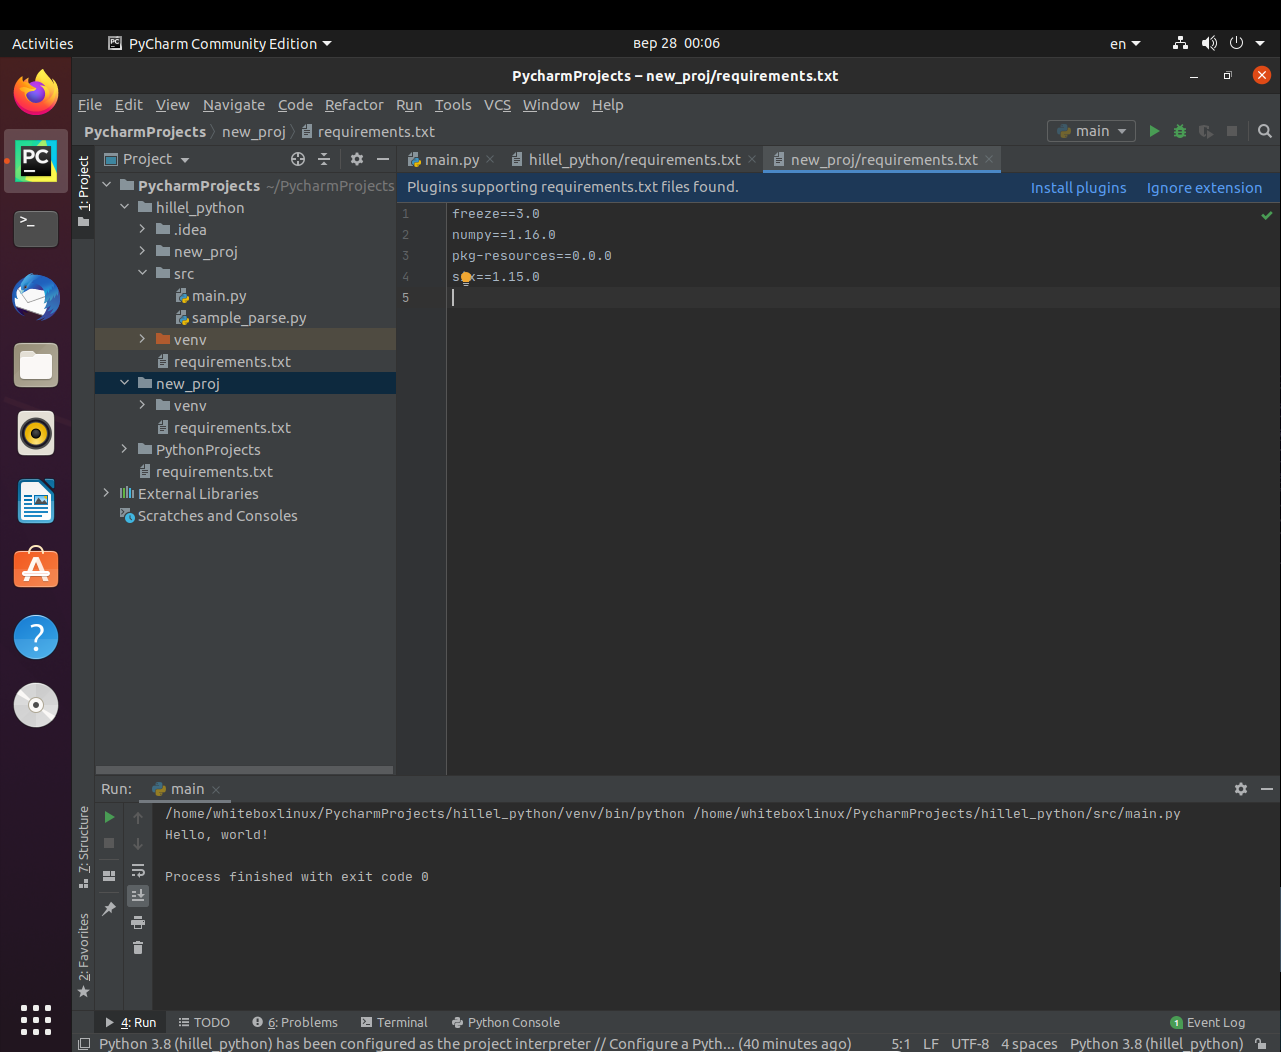 Activities PyCharm Community Edition вер 28 00:06 en
PycharmProjects – new_proj/requirements.txt
File Edit View Navigate Code Refactor Run Tools VCS Window Help
PycharmProjects new_proj requirements.txt main
1: Project
Project
main.py hillel_python/requirements.txt new_proj/requirements.txt
Plugins supporting requirements.txt files found. Install plugins Ignore extension
PycharmProjects ~/PycharmProjects
hillel_python
.idea
new_proj
src
main.py
sample_parse.py
venv
requirements.txt
new_proj
venv
requirements.txt
PythonProjects
requirements.txt
External Libraries
Scratches and Consoles
1 freeze==3.0
2 numpy==1.16.0
3 pkg-resources==0.0.0
4 ==1.15.0
5
Run: main
/home/whiteboxlinux/PycharmProjects/hillel_python/venv/bin/python /home/whiteboxlinux/PycharmProjects/hillel_python/src/main.py
Hello, world!
Process finished with exit code 0
7: Structure
2: Favorites
4: Run TODO 6: Problems Terminal Python Console 1 Event Log
Python 3.8 (hillel_python) has been configured as the project interpreter // Configure a Pyth... (40 minutes ago) 5:1 LF UTF-8 4 spaces Python 3.8 (hillel_python)